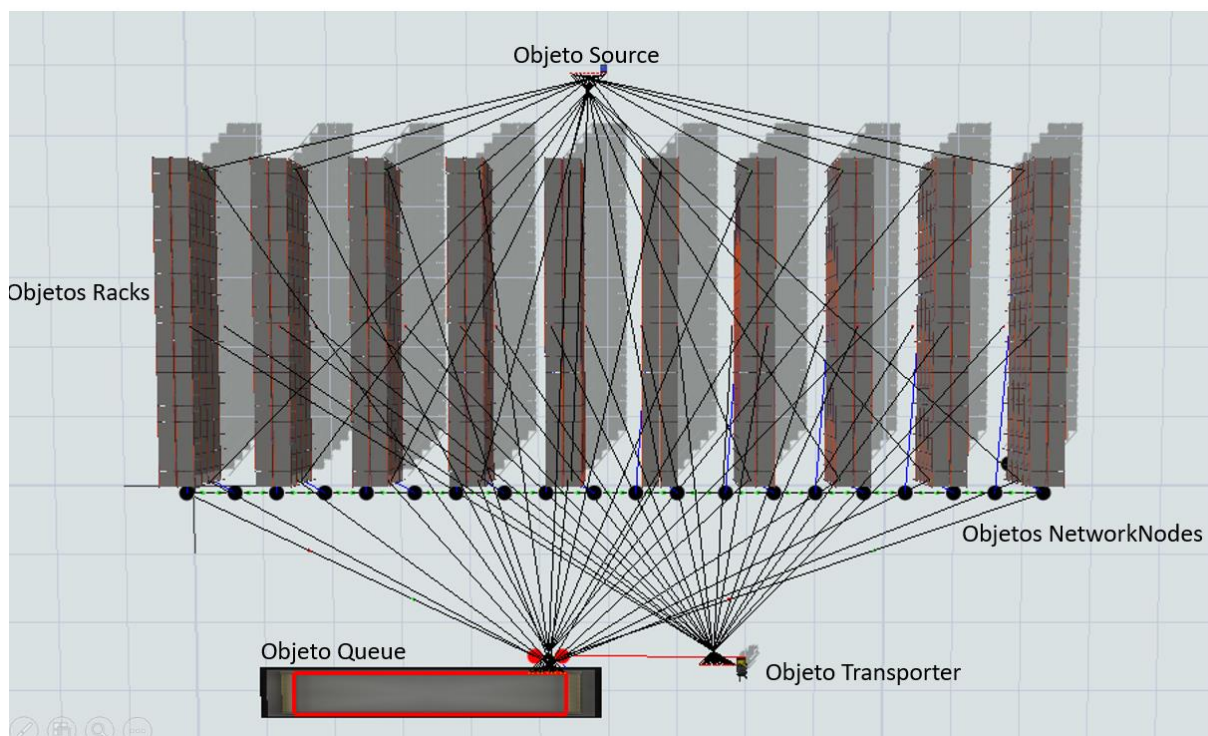 Objeto Source
Objetos Racks
Objetos NetworkNodes
Objeto Queue
Objeto Transporter